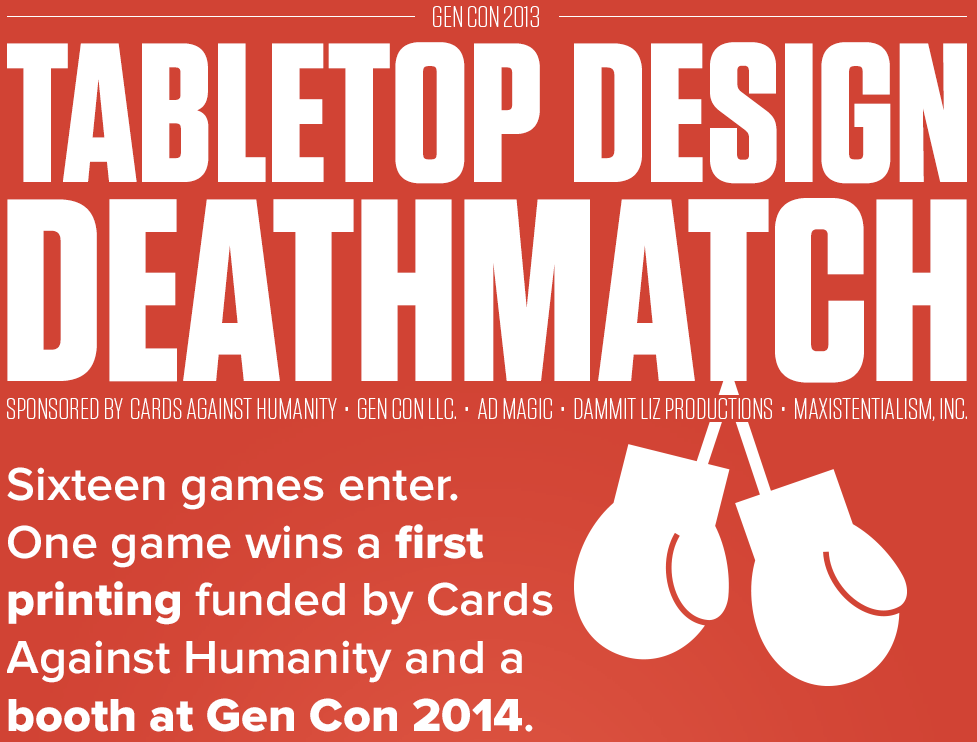 GEN CON 2013
TABLETOP DESIGN
DEATHMATCH
SPONSORED BY CARDS AGAINST HUMANITY · GEN CON LLC. · AD MAGIC · DAMMIT LIZ PRODUCTIONS · MAXISTENTIALISM, INC.
Sixteen games enter.
One game wins a first
printing funded by Cards
Against Humanity and a
booth at Gen Con 2014.